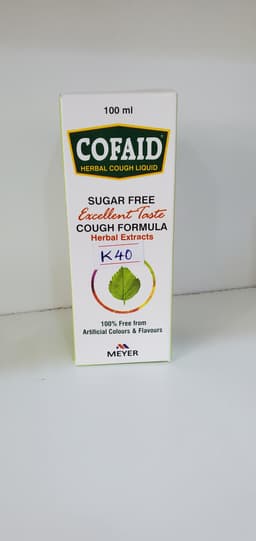 100 ml
COFAID
HERBAL COUGH LIQUID
SUGAR FREE
Excellent Taste
COUGH FORMULA
Herbal Extracts
K40
100% Free from
Artificial Colours & Flavours
MEYER